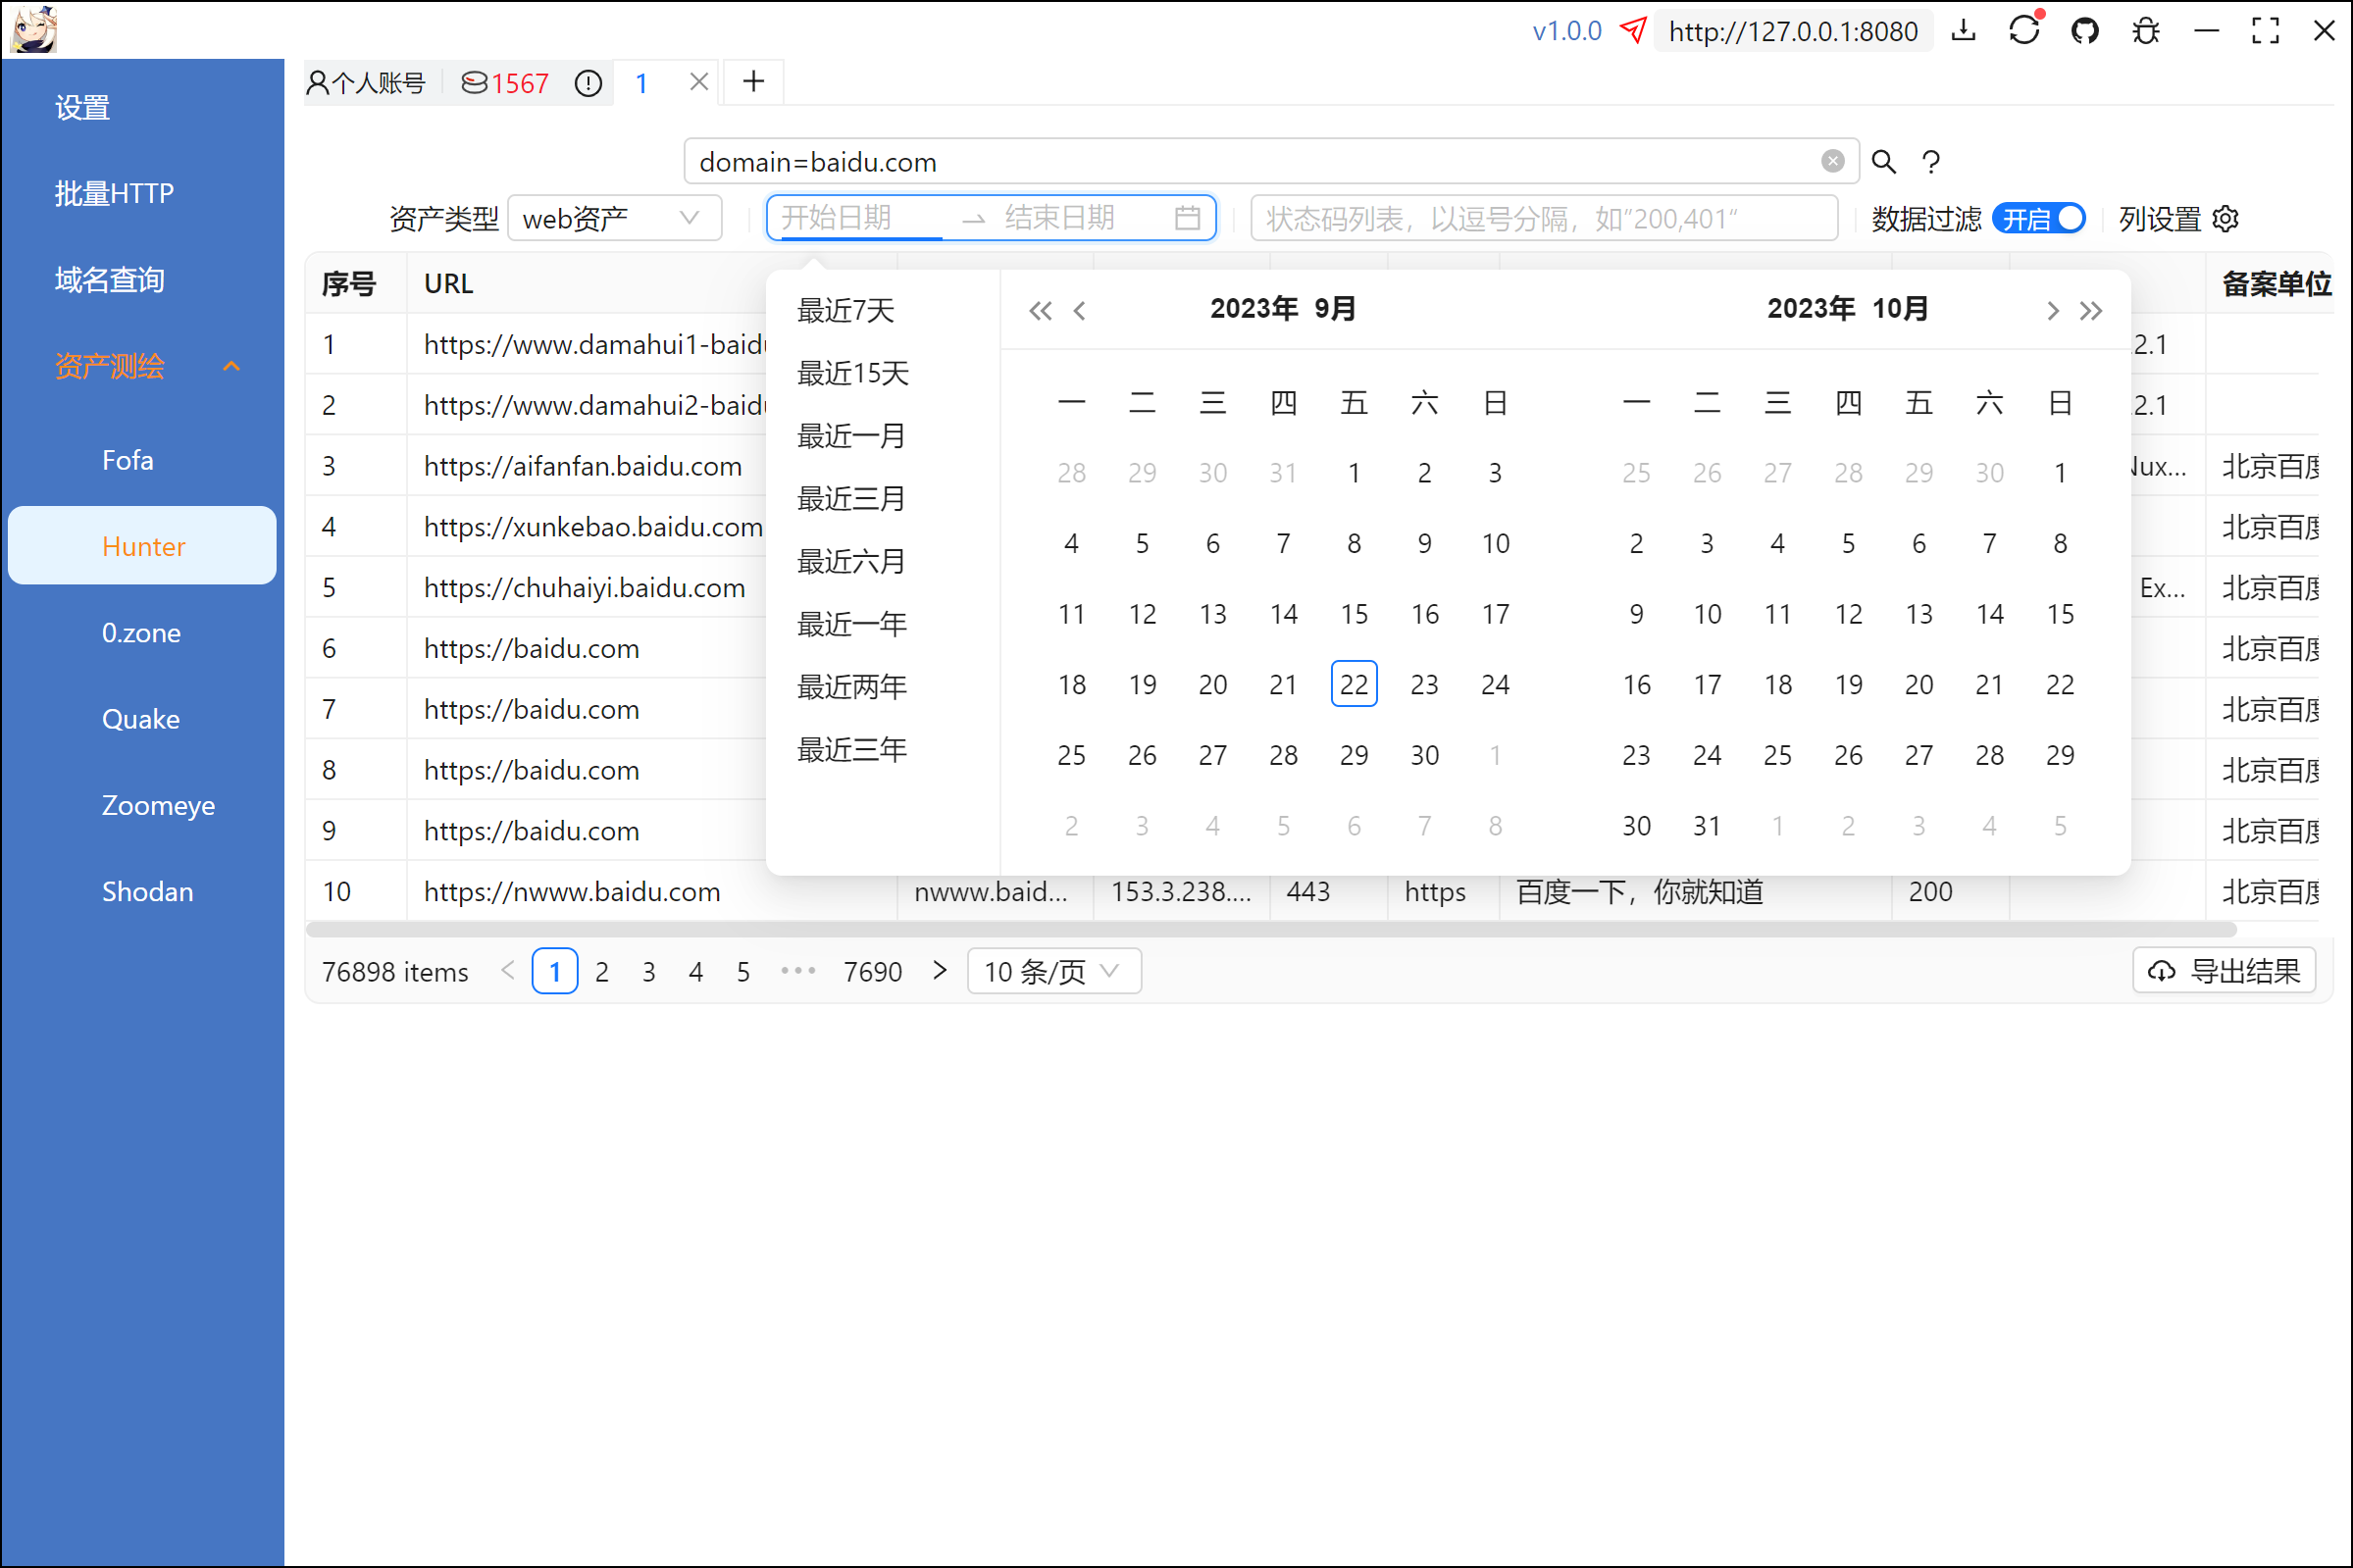 v1.0.0 http://127.0.0.1:8080
设置
批量HTTP
域名查询
资产测绘
Fofa
Hunter
0.zone
Quake
Zoomeye
Shodan
个人账号 1567 1
domain=baidu.com
资产类型 web资产 开始日期 结束日期 状态码列表，以逗号分隔，如”200,401“ 数据过滤 开启 列设置
序号 URL 备案单位
1 https://www.damahui1-baidu 2.1
2 https://www.damahui2-baidu 2.1
3 https://aifanfan.baidu.com Nux... 北京百度
4 https://xunkebao.baidu.com 北京百度
5 https://chuhaiyi.baidu.com Ex... 北京百度
6 https://baidu.com 北京百度
7 https://baidu.com 北京百度
8 https://baidu.com 北京百度
9 https://baidu.com 北京百度
10 https://nwww.baidu.com nwww.baid... 153.3.238.... 443 https 百度一下，你就知道 200 北京百度
最近7天
最近15天
最近一月
最近三月
最近六月
最近一年
最近两年
最近三年
2023年 9月
一 二 三 四 五 六 日
28 29 30 31 1 2 3
4 5 6 7 8 9 10
11 12 13 14 15 16 17
18 19 20 21 22 23 24
25 26 27 28 29 30 1
2 3 4 5 6 7 8
2023年 10月
一 二 三 四 五 六 日
25 26 27 28 29 30 1
2 3 4 5 6 7 8
9 10 11 12 13 14 15
16 17 18 19 20 21 22
23 24 25 26 27 28 29
30 31 1 2 3 4 5
76898 items 1 2 3 4 5 ••• 7690 10 条/页 导出结果